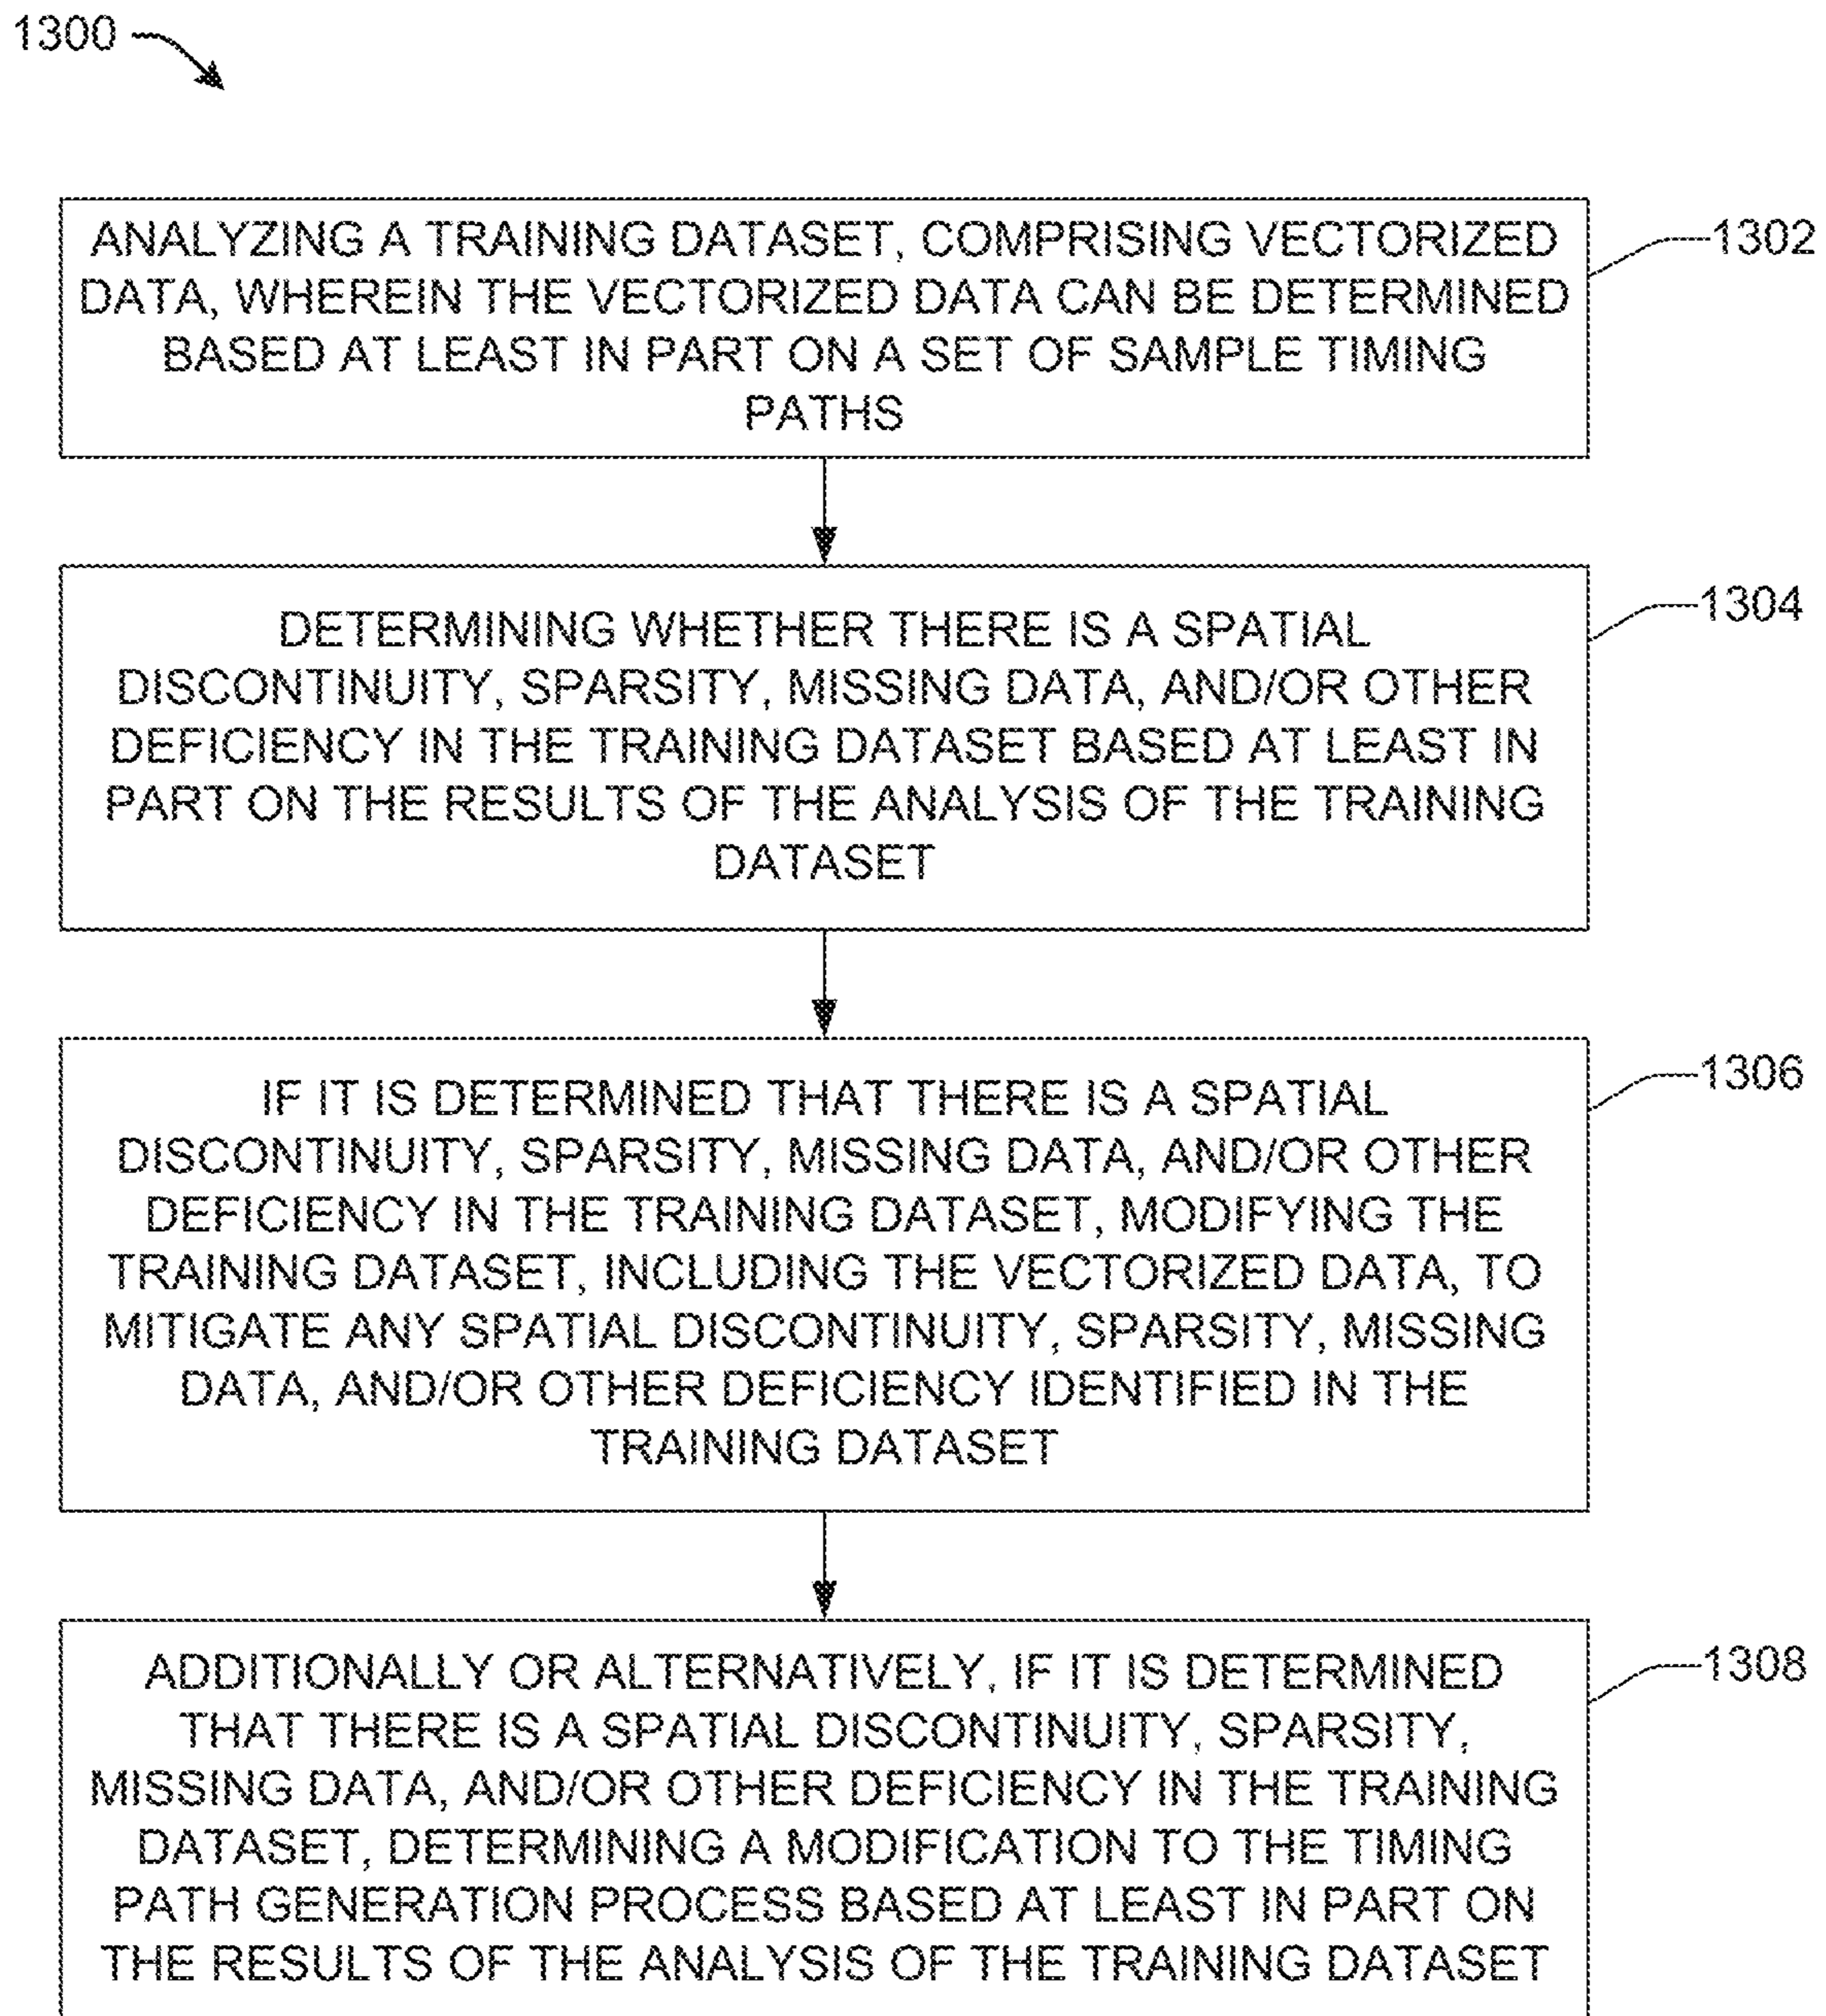 1300
ANALYZING A TRAINING DATASET, COMPRISING VECTORIZED
DATA, WHEREIN THE VECTORIZED DATA CAN BE DETERMINED
BASED AT LEAST IN PART ON A SET OF SAMPLE TIMING
PATHS
1302
DETERMINING WHETHER THERE IS A SPATIAL
DISCONTINUITY, SPARSITY, MISSING DATA, AND/OR OTHER
DEFICIENCY IN THE TRAINING DATASET BASED AT LEAST IN
PART ON THE RESULTS OF THE ANALYSIS OF THE TRAINING
DATASET
1304
IF IT IS DETERMINED THAT THERE IS A SPATIAL
DISCONTINUITY, SPARSITY, MISSING DATA, AND/OR OTHER
DEFICIENCY IN THE TRAINING DATASET, MODIFYING THE
TRAINING DATASET, INCLUDING THE VECTORIZED DATA, TO
MITIGATE ANY SPATIAL DISCONTINUITY, SPARSITY, MISSING
DATA, AND/OR OTHER DEFICIENCY IDENTIFIED IN THE
TRAINING DATASET
1306
ADDITIONALLY OR ALTERNATIVELY, IF IT IS DETERMINED
THAT THERE IS A SPATIAL DISCONTINUITY, SPARSITY,
MISSING DATA, AND/OR OTHER DEFICIENCY IN THE TRAINING
DATASET, DETERMINING A MODIFICATION TO THE TIMING
PATH GENERATION PROCESS BASED AT LEAST IN PART ON
THE RESULTS OF THE ANALYSIS OF THE TRAINING DATASET
1308